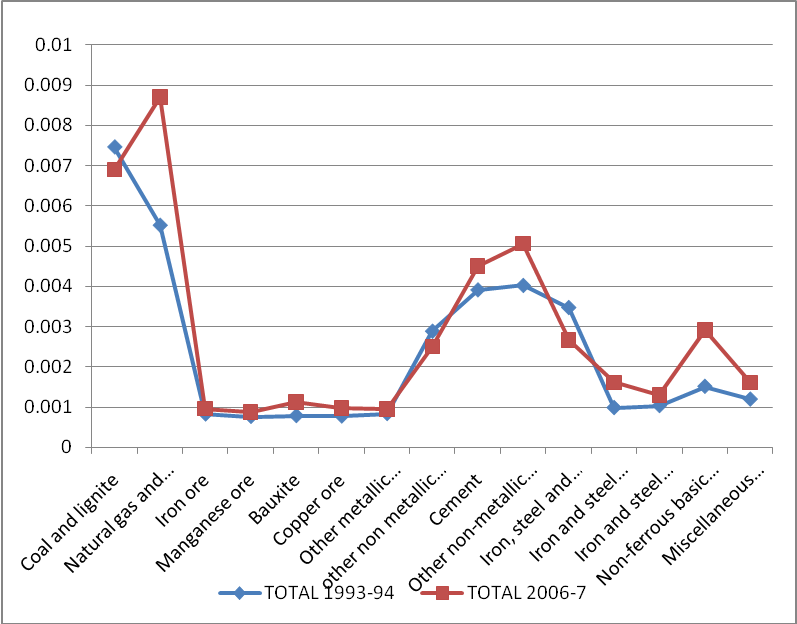 0.01
0.009
0.008
0.007
0.006
0.005
0.004
0.003
0.002
0.001
0
Coal and lignite
Natural gas and...
Iron ore
Manganese ore
Bauxite
Copper ore
Other metallic...
other non metallic...
Cement
Other non-metallic...
Iron, steel and...
Iron and steel...
Iron and steel...
Non-ferrous basic...
Miscellaneous...
TOTAL 1993-94
TOTAL 2006-7